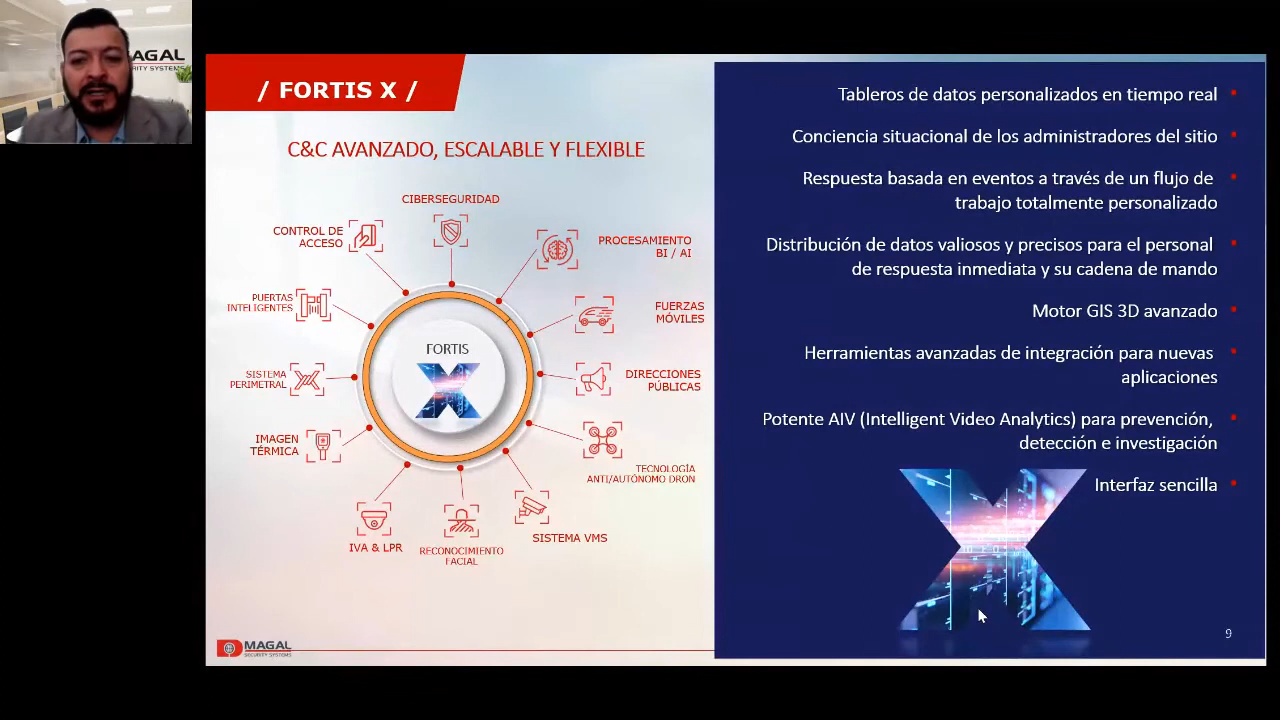 AGAL
SECURITY SYSTEMS
/ FORTIS X /
C&C AVANZADO, ESCALABLE Y FLEXIBLE
CIBERSEGURIDAD
CONTROL DE
ACCESO
PROCESAMIENTO
BI / AI
PUERTAS
INTELIGENTES
FUERZAS
MÓVILES
FORTIS
SISTEMA
PERIMETRAL
DIRECCIONES
PÚBLICAS
IMAGEN
TÉRMICA
TECNOLOGÍA
ANTI/AUTÓNOMO DRON
IVA & LPR
RECONOCIMIENTO
FACIAL
SISTEMA VMS
MAGAL
SECURITY SYSTEMS
Tableros de datos personalizados en tiempo real
Conciencia situacional de los administradores del sitio
Respuesta basada en eventos a través de un flujo de
trabajo totalmente personalizado
Distribución de datos valiosos y precisos para el personal
de respuesta inmediata y su cadena de mando
Motor GIS 3D avanzado
Herramientas avanzadas de integración para nuevas
aplicaciones
Potente AIV (Intelligent Video Analytics) para prevención,
detección e investigación
Interfaz sencilla
9